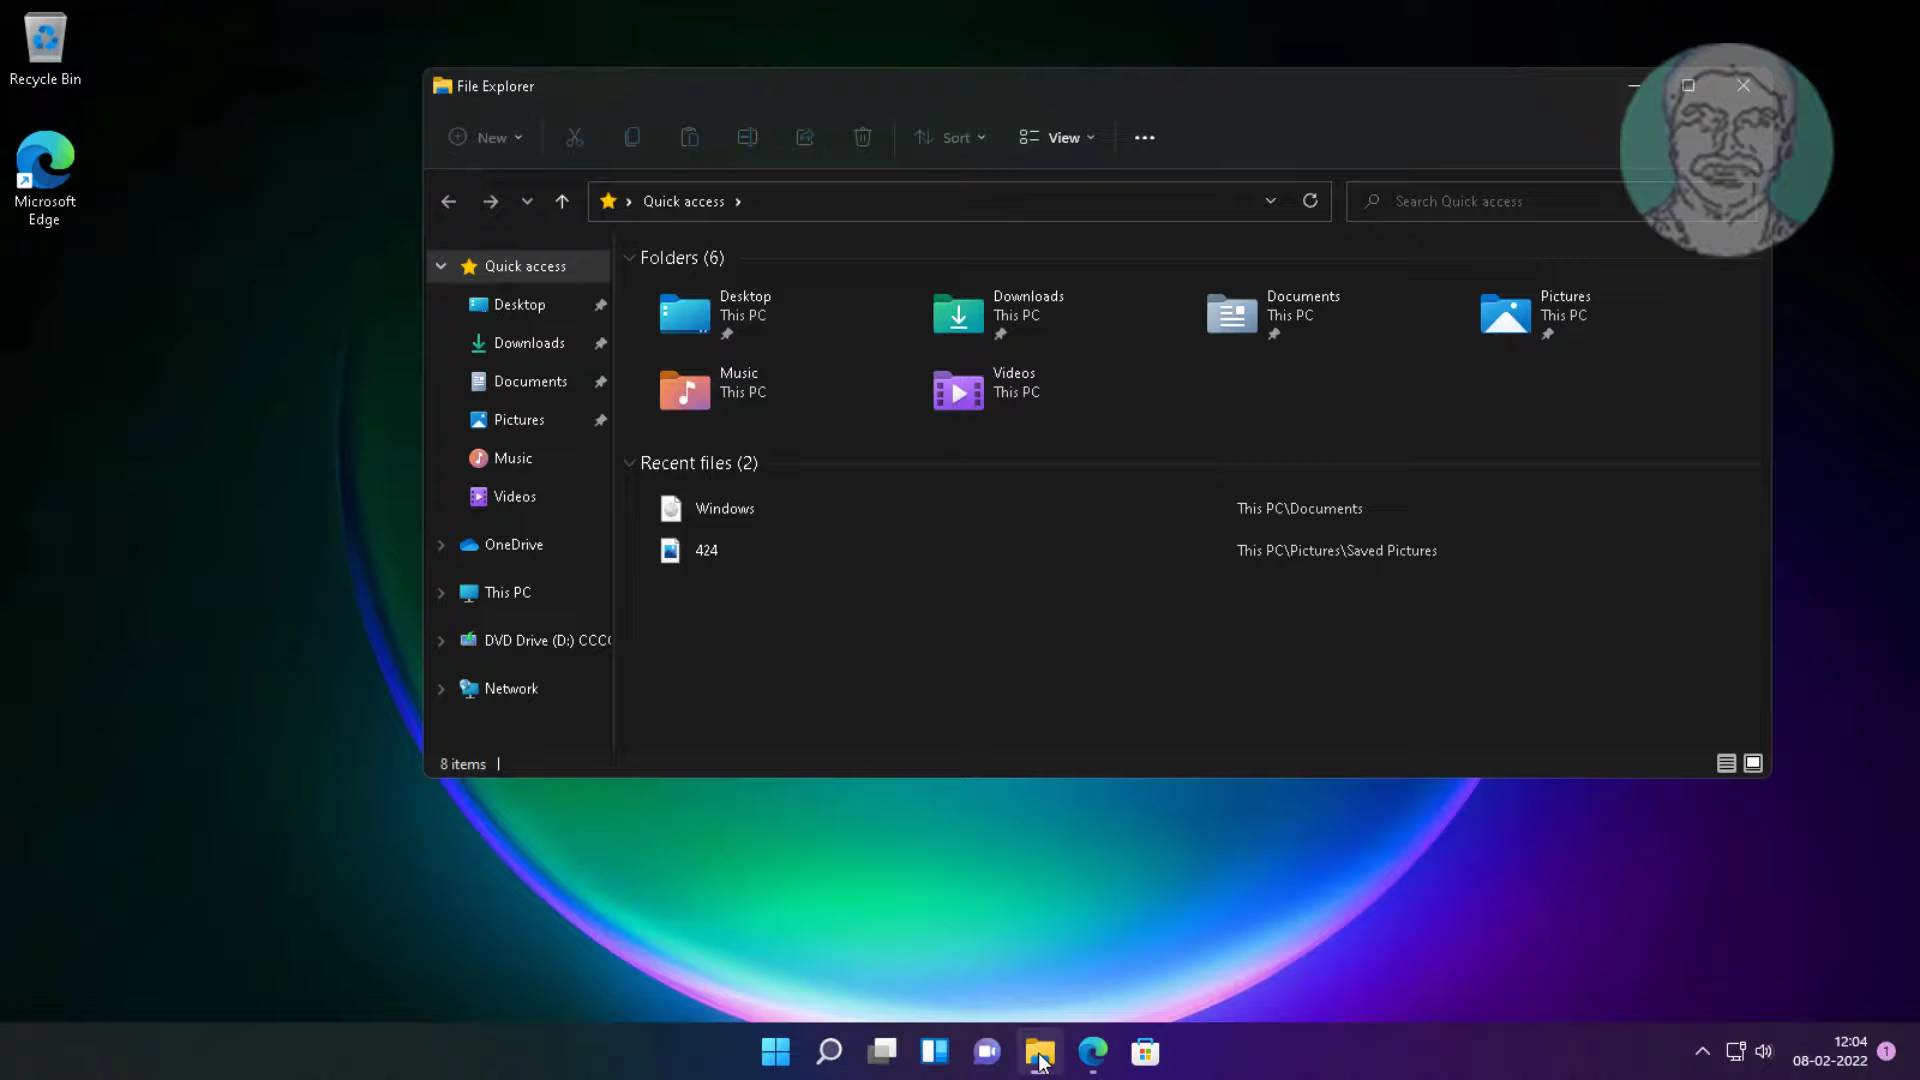 Recycle Bin
Microsoft
Edge
File Explorer
New
Sort
View
Quick access
Search Quick access
Quick access
Desktop
Downloads
Documents
Pictures
Music
Videos
OneDrive
This PC
DVD Drive (D:) CCC
Network
Folders (6)
Desktop
This PC
Downloads
This PC
Documents
This PC
Pictures
This PC
Music
This PC
Videos
This PC
Recent files (2)
Windows
This PC\Documents
424
This PC\Pictures\Saved Pictures
8 items
12:04
08-02-2022
1